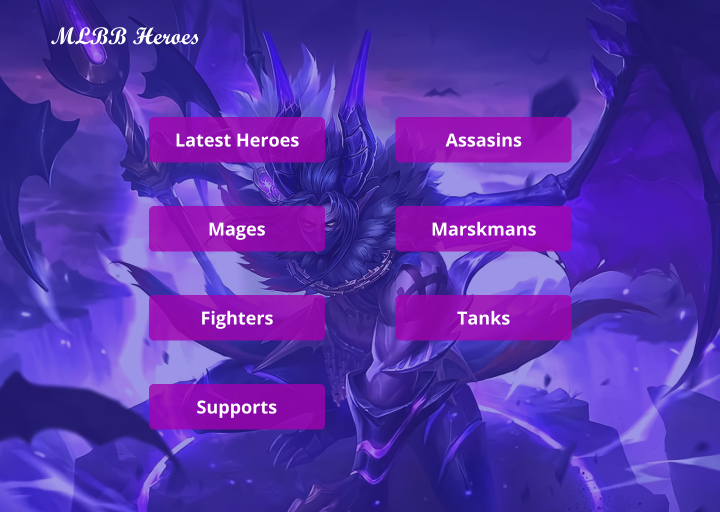 MLBB Heroes
Latest Heroes
Assasins
Mages
Marskmans
Fighters
Tanks
Supports